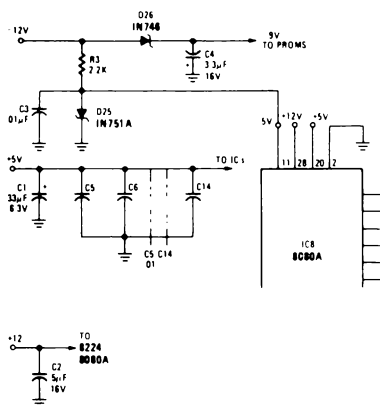 D26
IN746
-12V
9V
TO PROMS
R3
2.2K
C4
3.3µF
16V
C3
.01µF
D25
IN751A
5V
+12V
+5V
11
28
20
2
+5V
TO ICs
C1
33µF
6.3V
C5
C6
C14
C5
.01
C14
IC8
8080A
+12
TO
8224
8080A
C2
5µF
16V